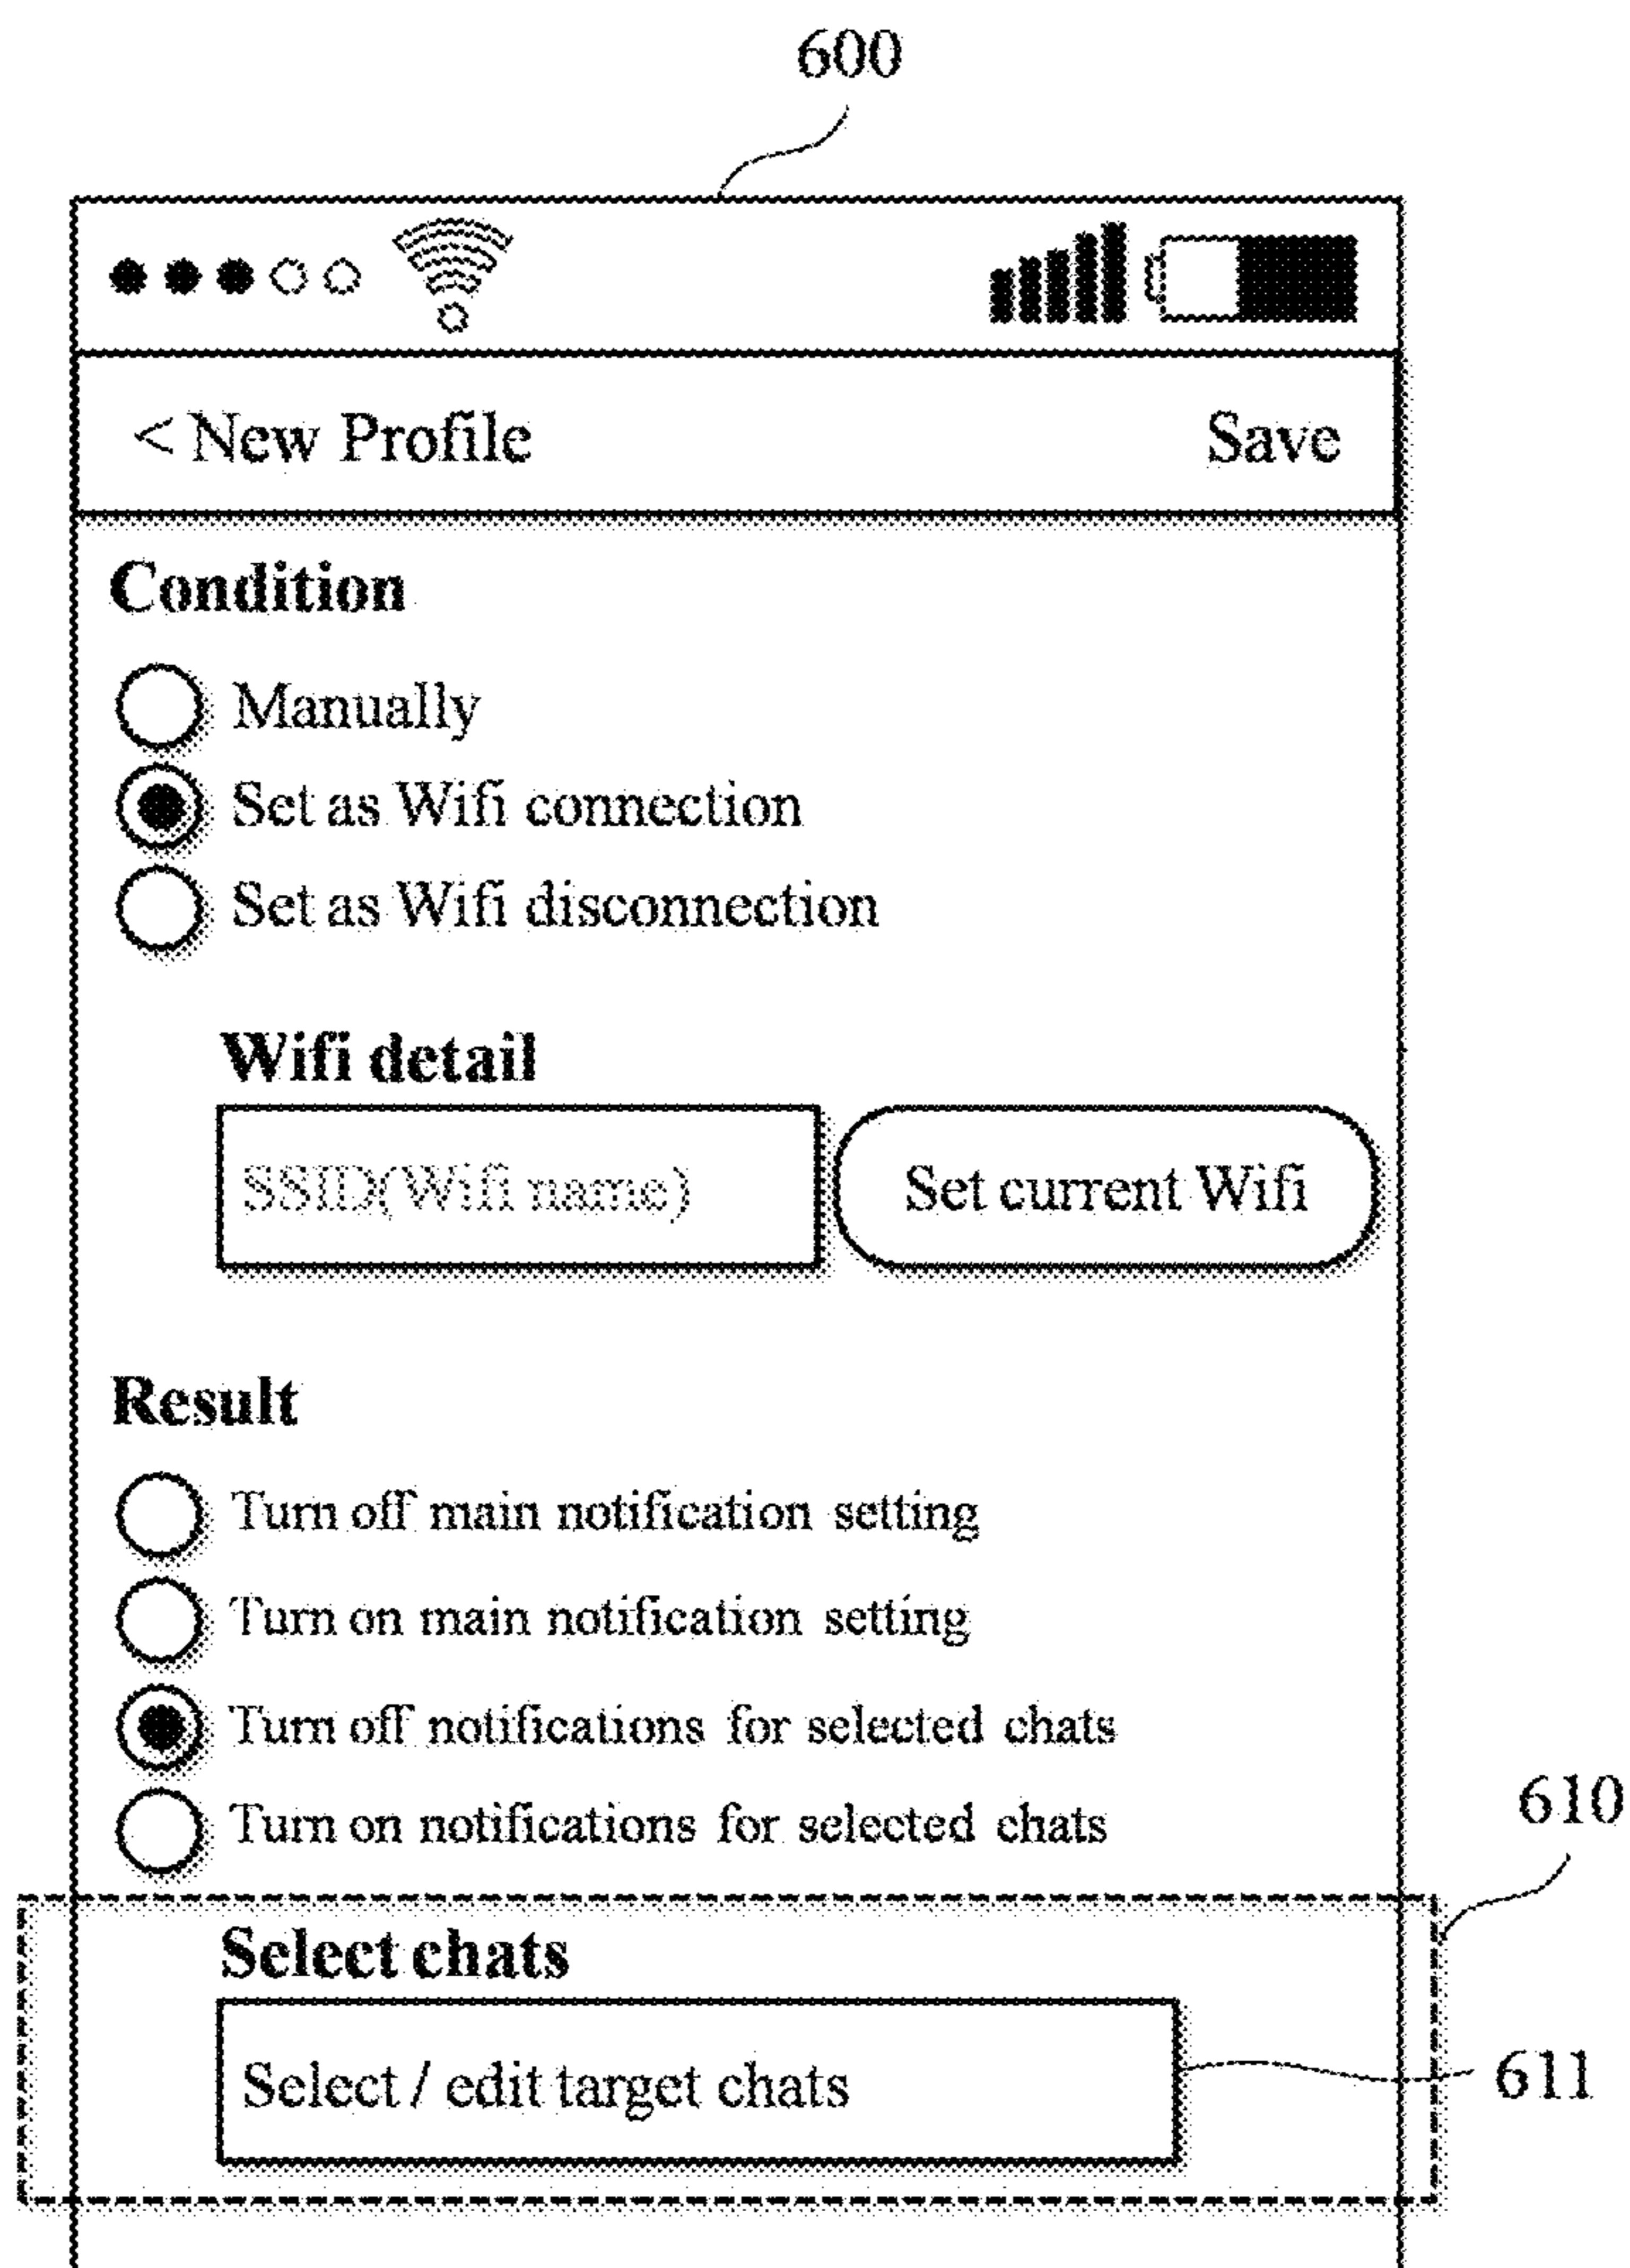 600
< New Profile Save
Condition
Manually
Set as Wifi connection
Set as Wifi disconnection
Wifi detail
SSID(Wifi name) Set current Wifi
Result
Turn off main notification setting
Turn on main notification setting
Turn off notifications for selected chats
Turn on notifications for selected chats
610
Select chats
Select / edit target chats
611